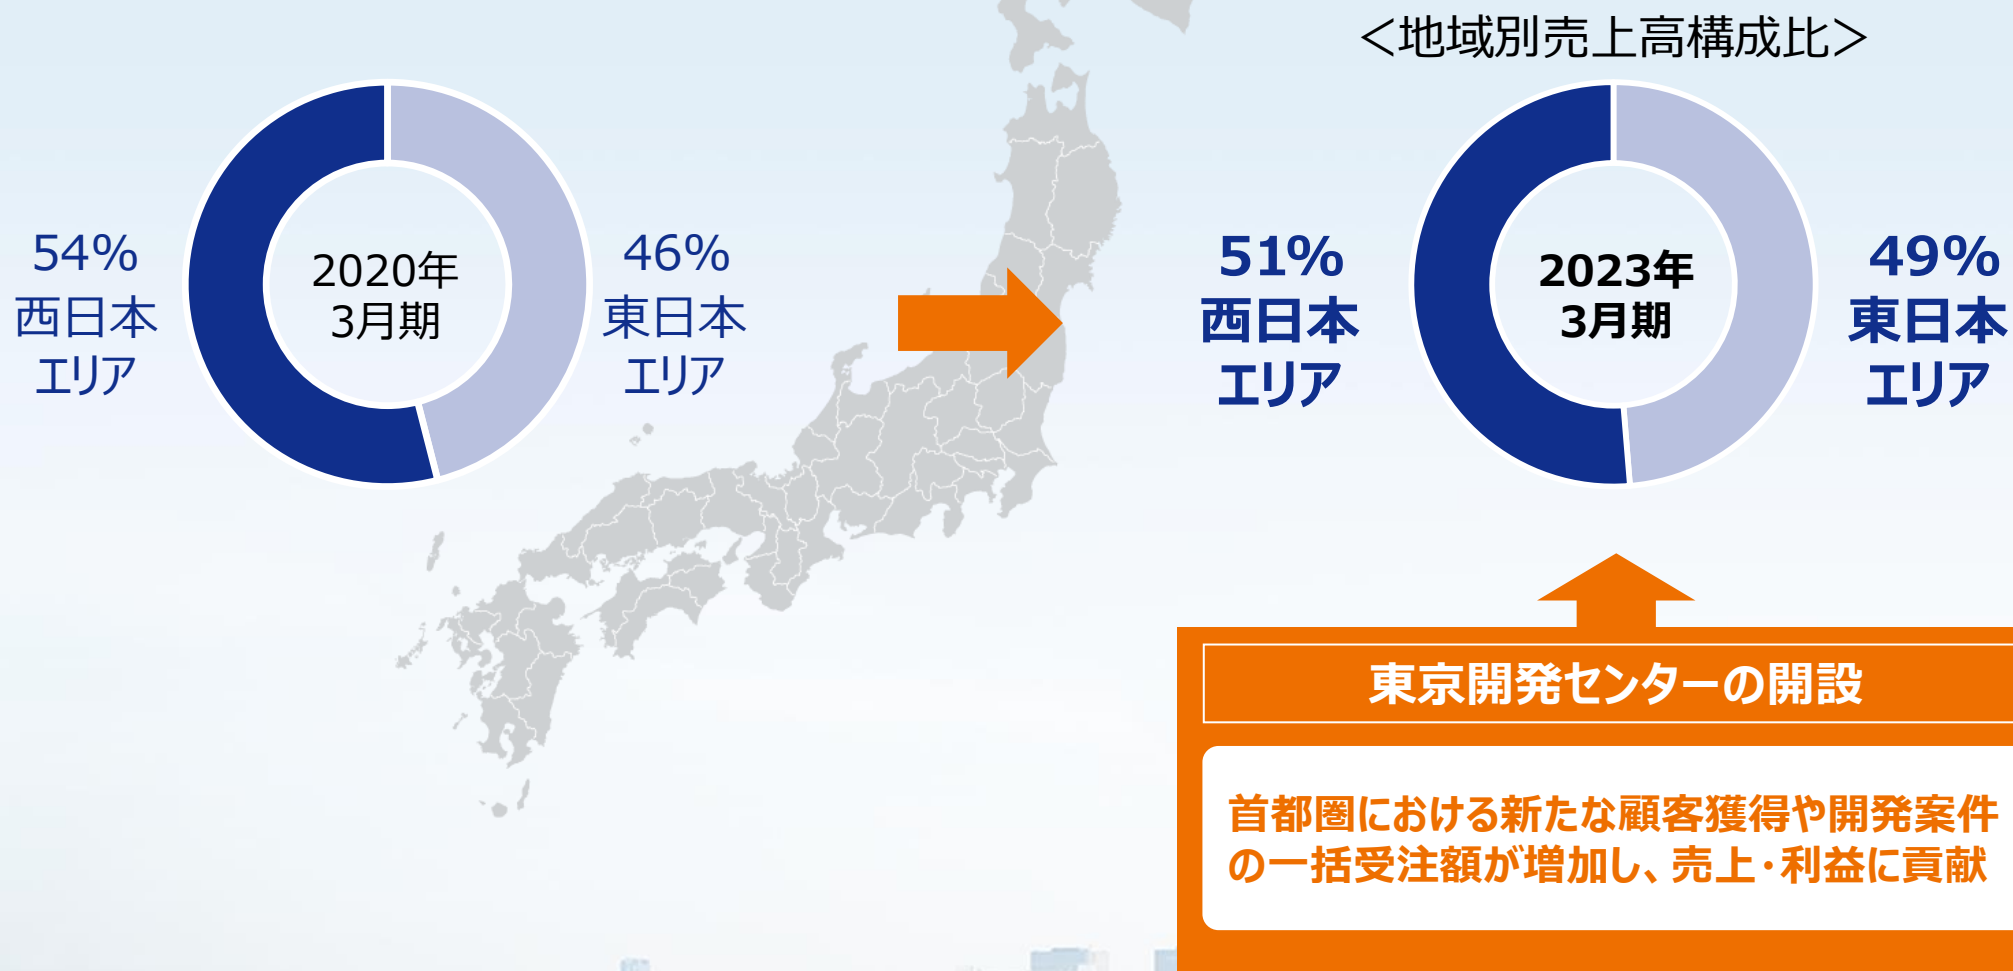 ＜地域別売上高構成比＞
54%
西日本
エリア
2020年
3月期
46%
東日本
エリア
51%
西日本
エリア
2023年
3月期
49%
東日本
エリア
東京開発センターの開設
首都圏における新たな顧客獲得や開発案件
の一括受注額が増加し、売上・利益に貢献